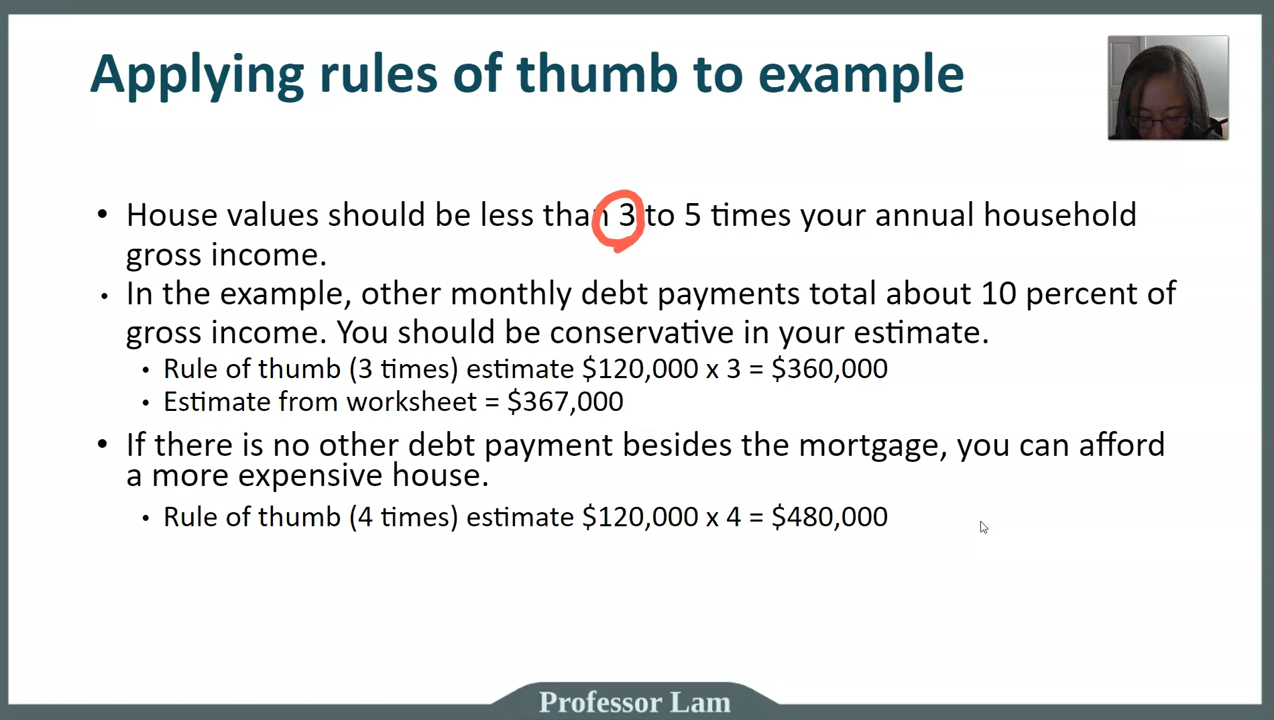 Applying rules of thumb to example
• House values should be less than 3 to 5 times your annual household
gross income.
• In the example, other monthly debt payments total about 10 percent of
gross income. You should be conservative in your estimate.
• Rule of thumb (3 times) estimate $120,000 x 3 = $360,000
• Estimate from worksheet = $367,000
• If there is no other debt payment besides the mortgage, you can afford
a more expensive house.
• Rule of thumb (4 times) estimate $120,000 x 4 = $480,000
Professor Lam